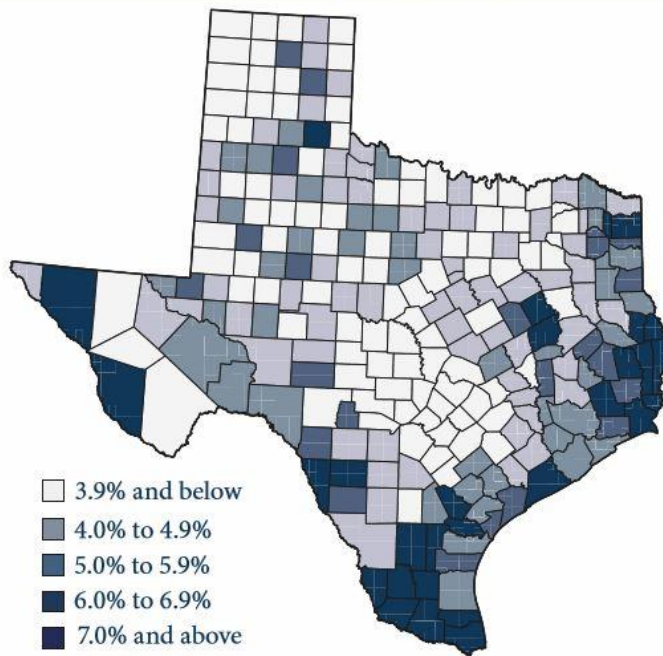 3.9% and below
4.0% to 4.9%
5.0% to 5.9%
6.0% to 6.9%
7.0% and above